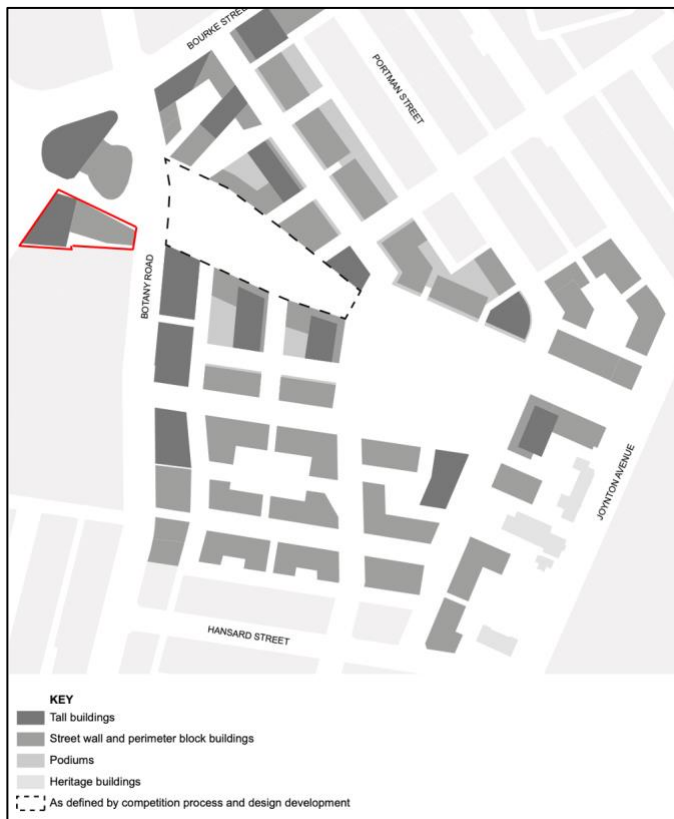 BOURKE STREET
PORTMAN STREET
BOTANY ROAD
JOYNTON AVENUE
HANSARD STREET
KEY
Tall buildings
Street wall and perimeter block buildings
Podiums
Heritage buildings
As defined by competition process and design development